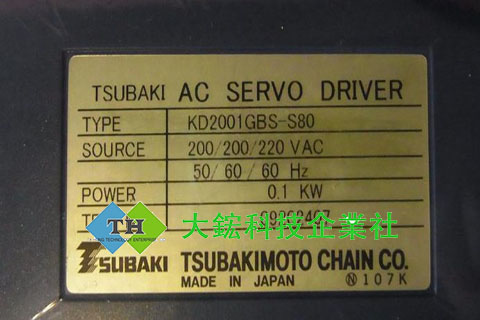 TSUBAKI AC SERVO DRIVER
TYPE KD2001GBS-S80
SOURCE 200/200/220 VAC
50/60/60 Hz
POWER 0.1 KW
TH
大鋐科技企業社
TSUBAKI TSUBAKIMOTO CHAIN CO.
MADE IN JAPAN Ⓝ107K